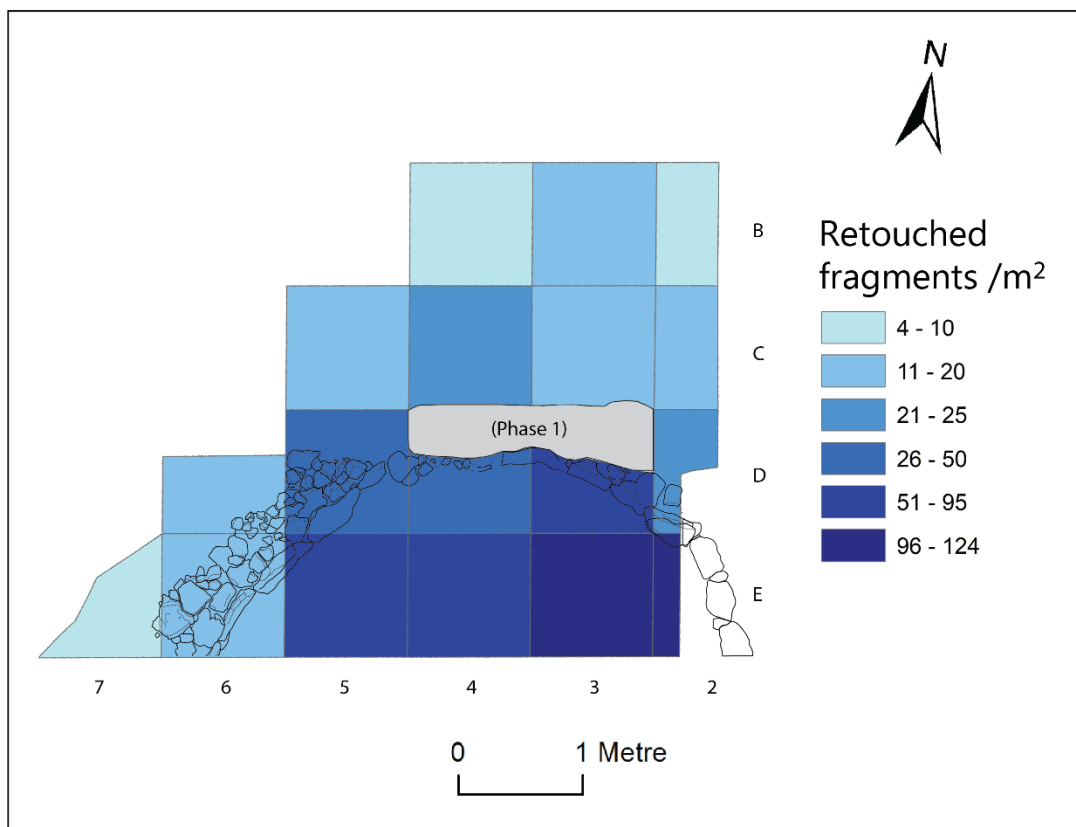 N
B
Retouched
fragments /m²
4 - 10
C
11 - 20
21 - 25
(Phase 1)
26 - 50
D
51 - 95
96 - 124
E
7 6 5 4 3 2
0 1 Metre